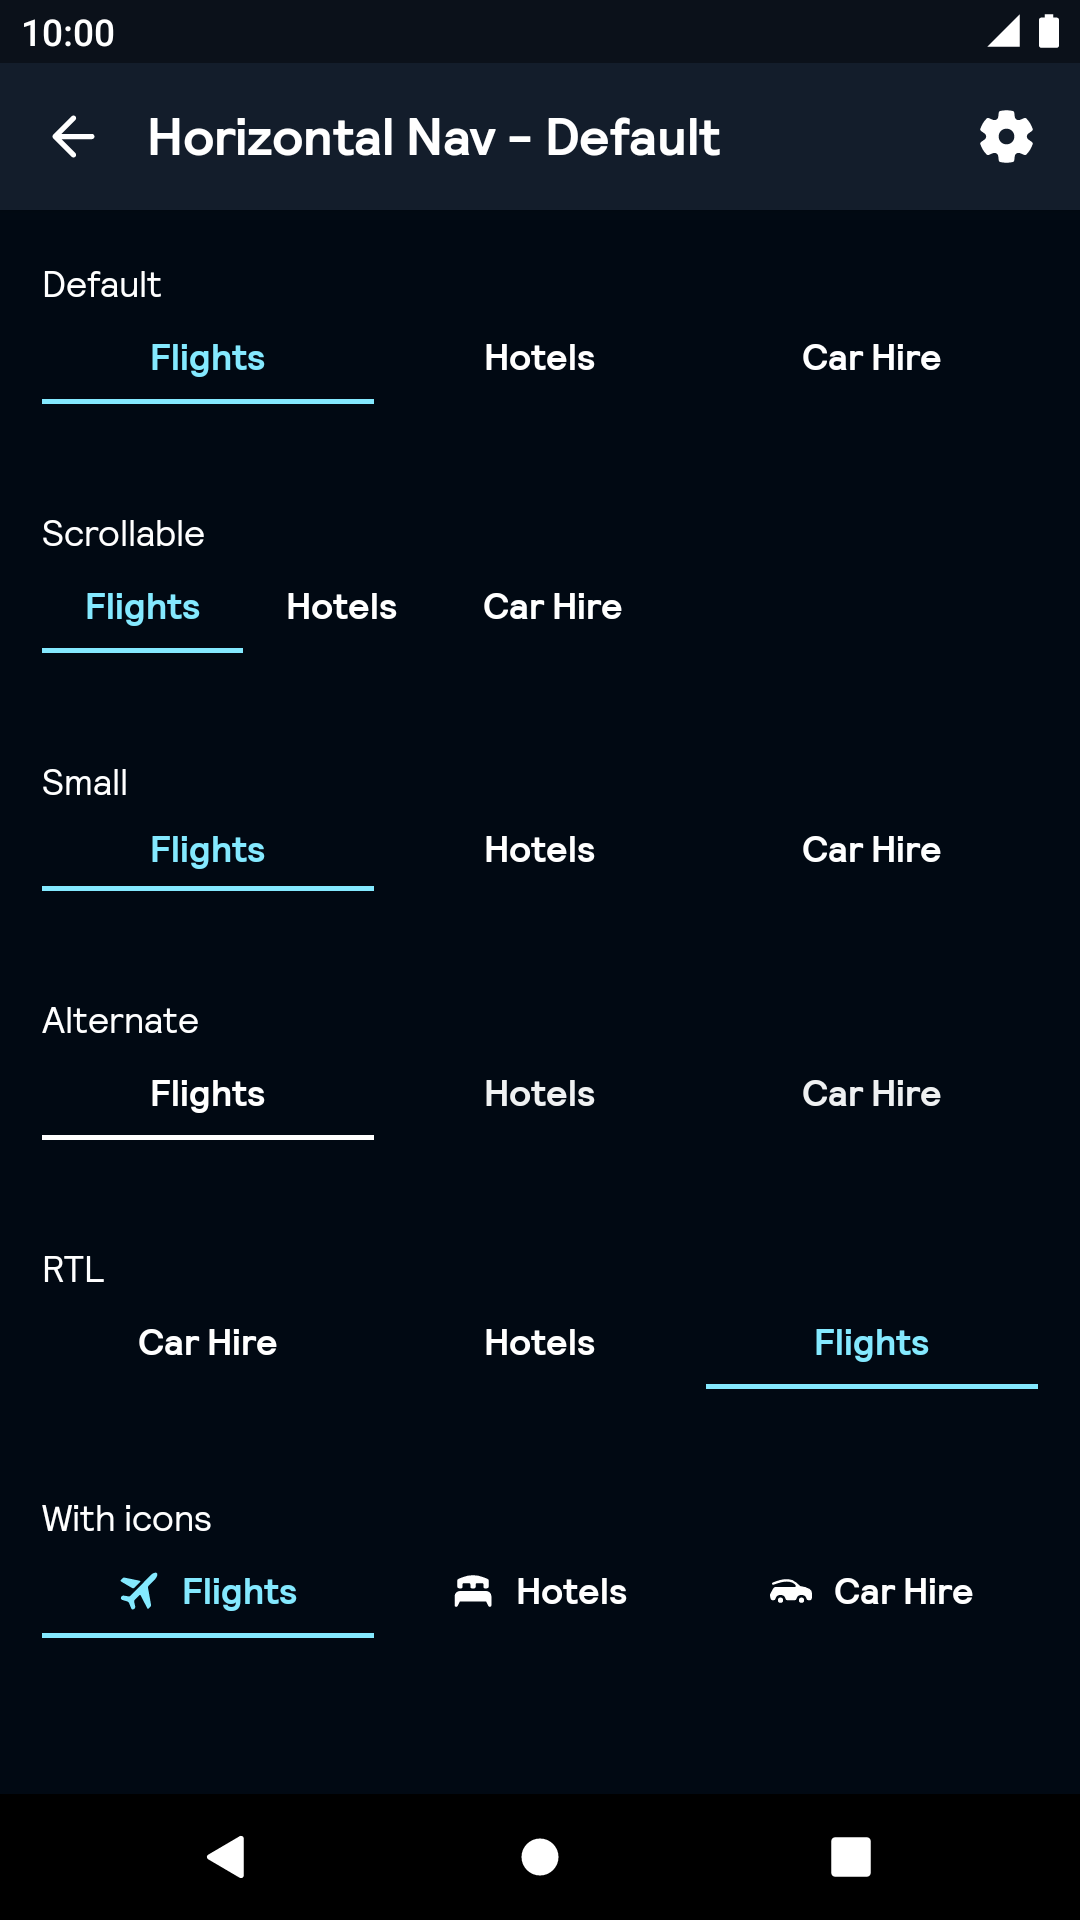 10:00
Horizontal Nav - Default
Default
Flights Hotels Car Hire
Scrollable
Flights Hotels Car Hire
Small
Flights Hotels Car Hire
Alternate
Flights Hotels Car Hire
RTL
Car Hire Hotels Flights
With icons
Flights Hotels Car Hire